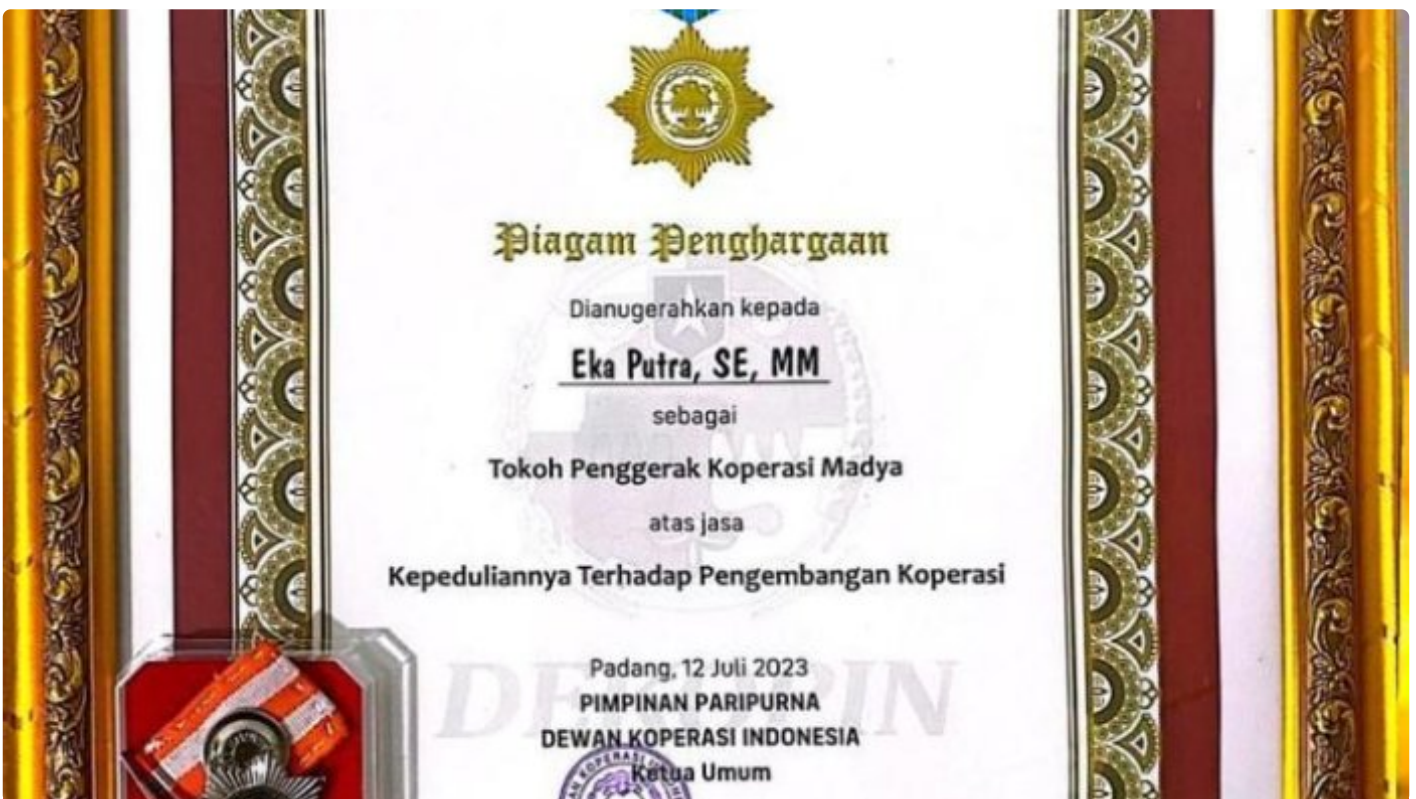 Piagam Penghargaan
Dianugerahkan kepada
Eka Putra, SE, MM
sebagai
Tokoh Penggerak Koperasi Madya
atas jasa
Kepeduliannya Terhadap Pengembangan Koperasi
DEKOPIN
Padang, 12 Juli 2023
PIMPINAN PARIPURNA
DEWAN KOPERASI INDONESIA
Ketua Umum